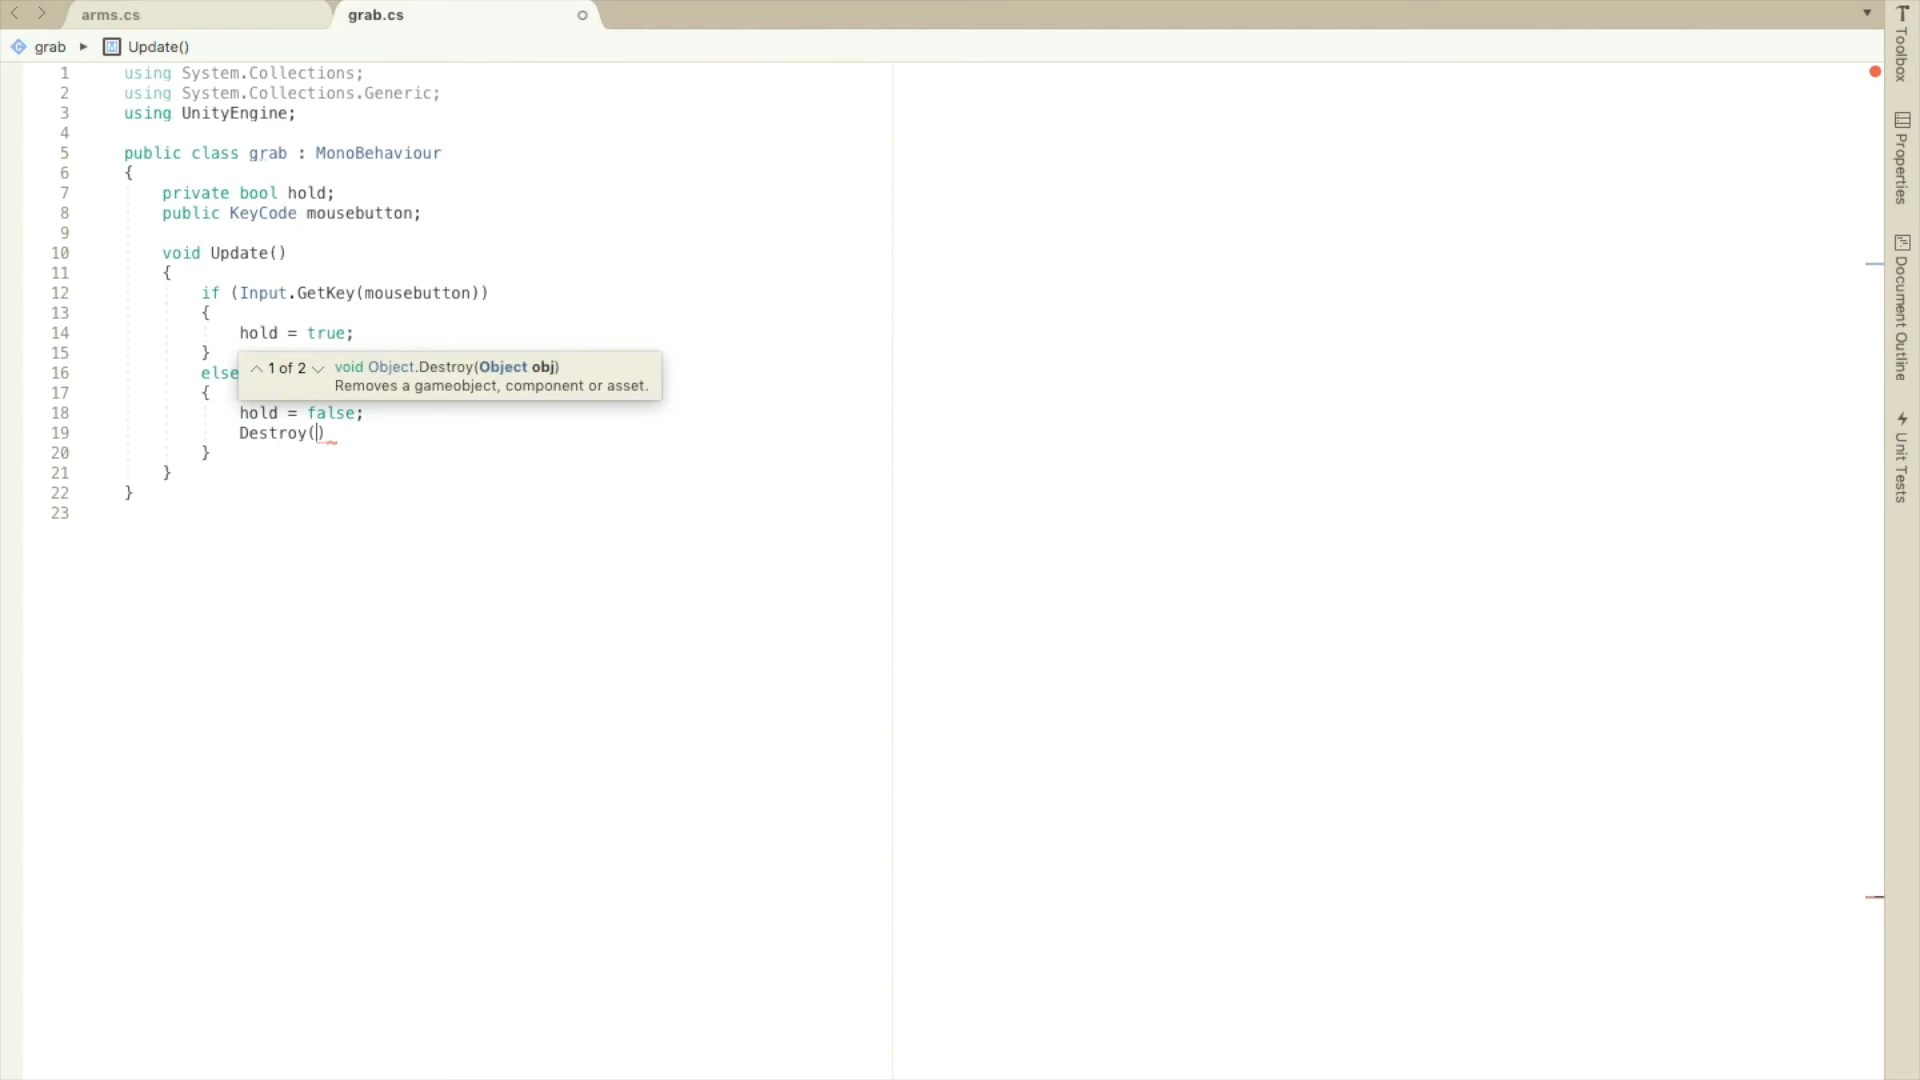 arms.cs
grab.cs
grab
Update()
1 using System.Collections;
2 using System.Collections.Generic;
3 using UnityEngine;
4
5 public class grab : MonoBehaviour
6 {
7 private bool hold;
8 public KeyCode mousebutton;
9
10 void Update()
11 {
12 if (Input.GetKey(mousebutton))
13 {
14 hold = true;
15 }
1 of 2 void Object.Destroy(Object obj)
16 else
Removes a gameobject, component or asset.
17 {
18 hold = false;
19 Destroy()
20 }
21 }
22 }
23
Toolbox
Properties
Document Outline
Unit Tests